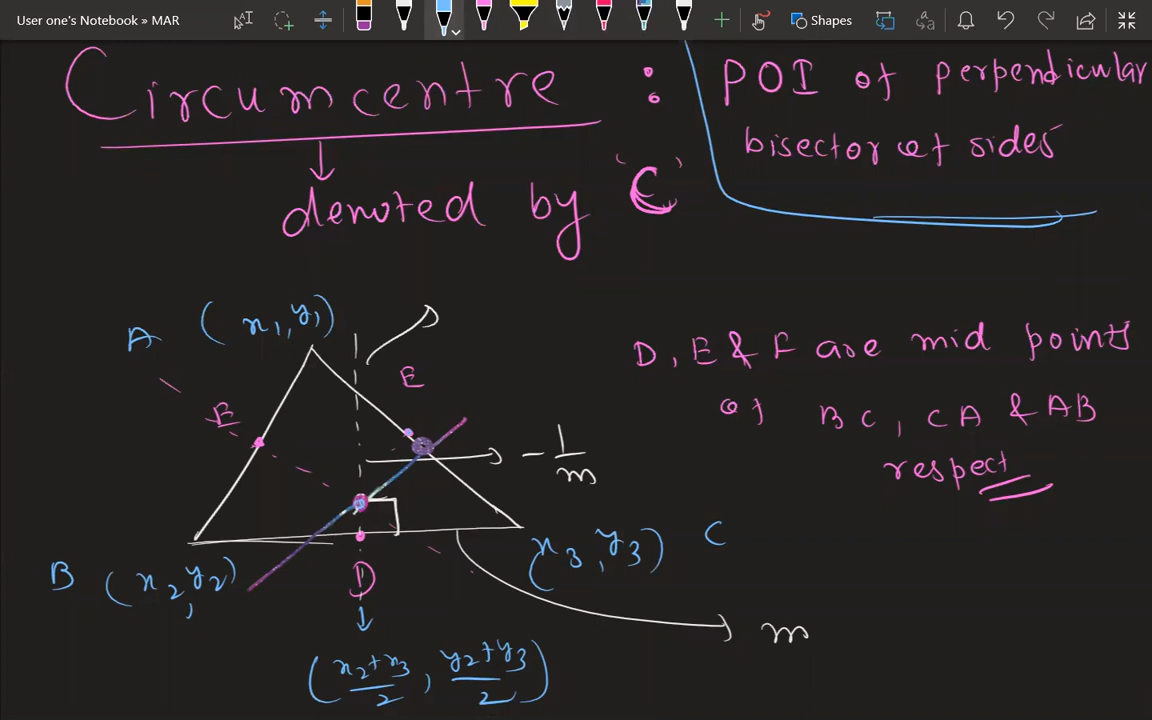 User one's Notebook » MAR
Shapes
Circumcentre : POI of perpendicular
bisector of sides
denoted by 'C'
A (x1, y1)
E
F
D, E & F are mid points
of BC, CA & AB
respect
-1/m
B (x2, y2)
(x3, y3) C
D
m
(x2+x3/2, y2+y3/2)